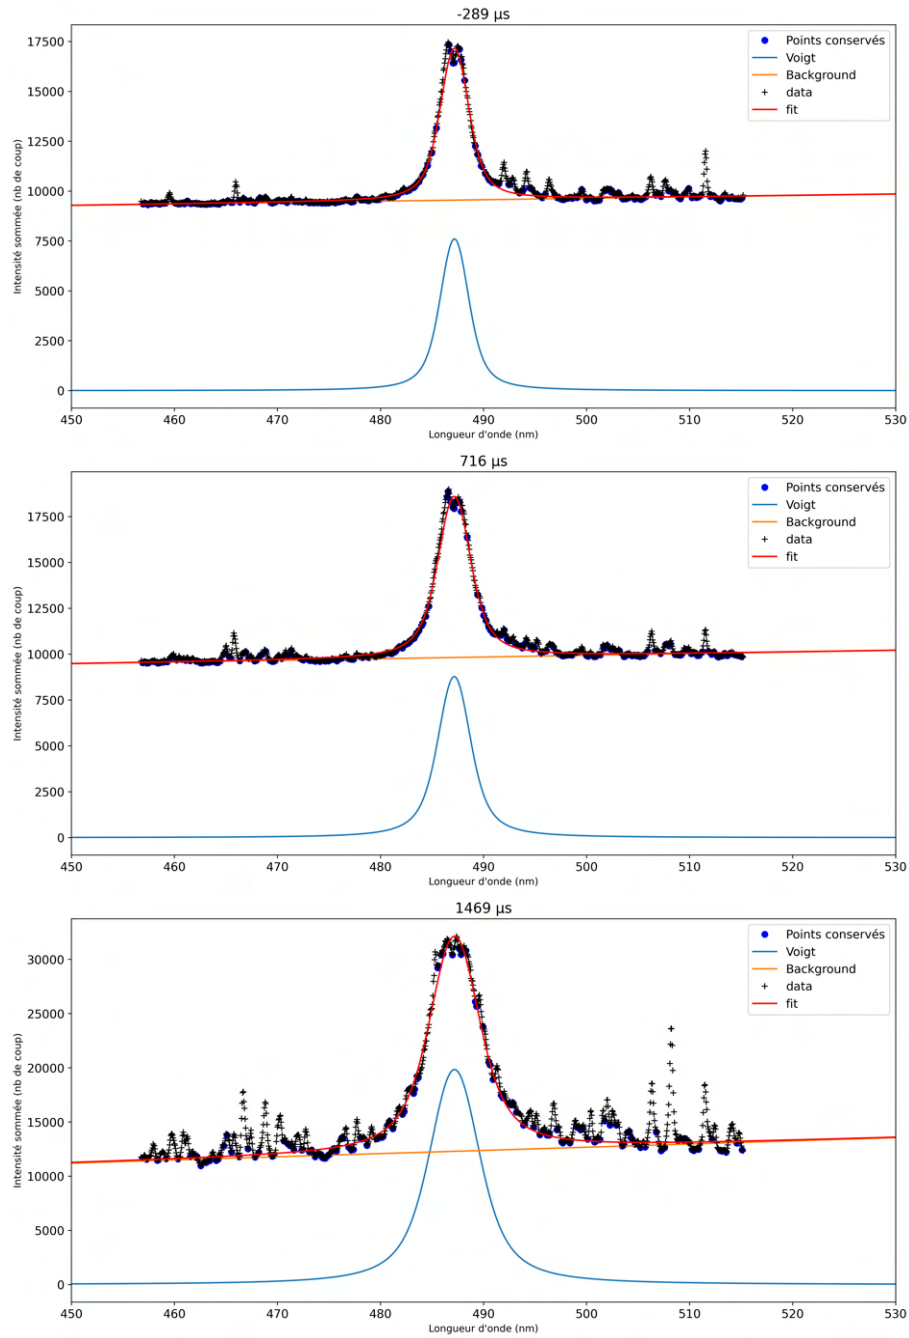 -289 µs
17500
15000
12500
10000
7500
5000
2500
0
Intensité sommée (nb de coup)
Points conservés
Voigt
Background
data
fit
450 460 470 480 490 500 510 520 530
Longueur d'onde (nm)
716 µs
17500
15000
12500
10000
7500
5000
2500
0
Intensité sommée (nb de coup)
Points conservés
Voigt
Background
data
fit
450 460 470 480 490 500 510 520 530
Longueur d'onde (nm)
1469 µs
30000
25000
20000
15000
10000
5000
0
Intensité sommée (nb de coup)
Points conservés
Voigt
Background
data
fit
450 460 470 480 490 500 510 520 530
Longueur d'onde (nm)